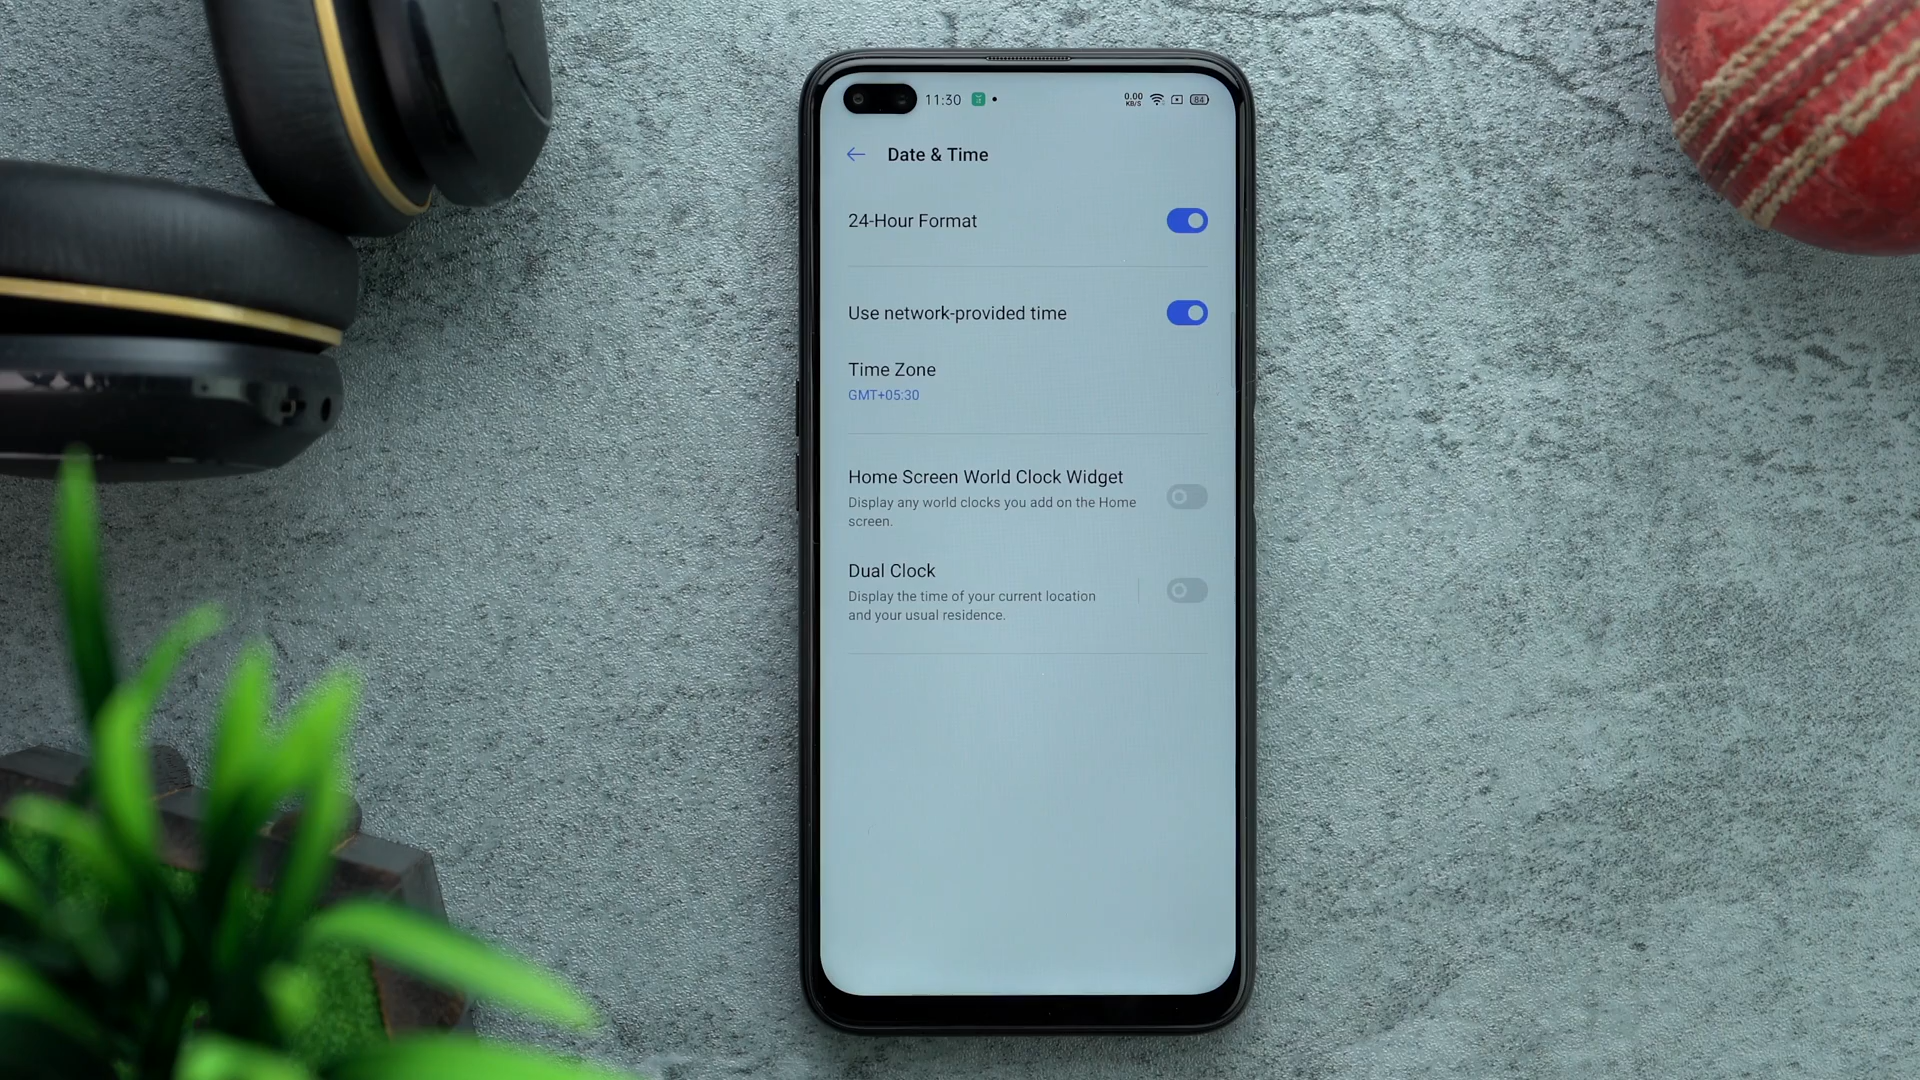 11:30
0.00
KB/S
84
Date & Time
24-Hour Format
Use network-provided time
Time Zone
GMT+05:30
Home Screen World Clock Widget
Display any world clocks you add on the Home
screen.
Dual Clock
Display the time of your current location
and your usual residence.